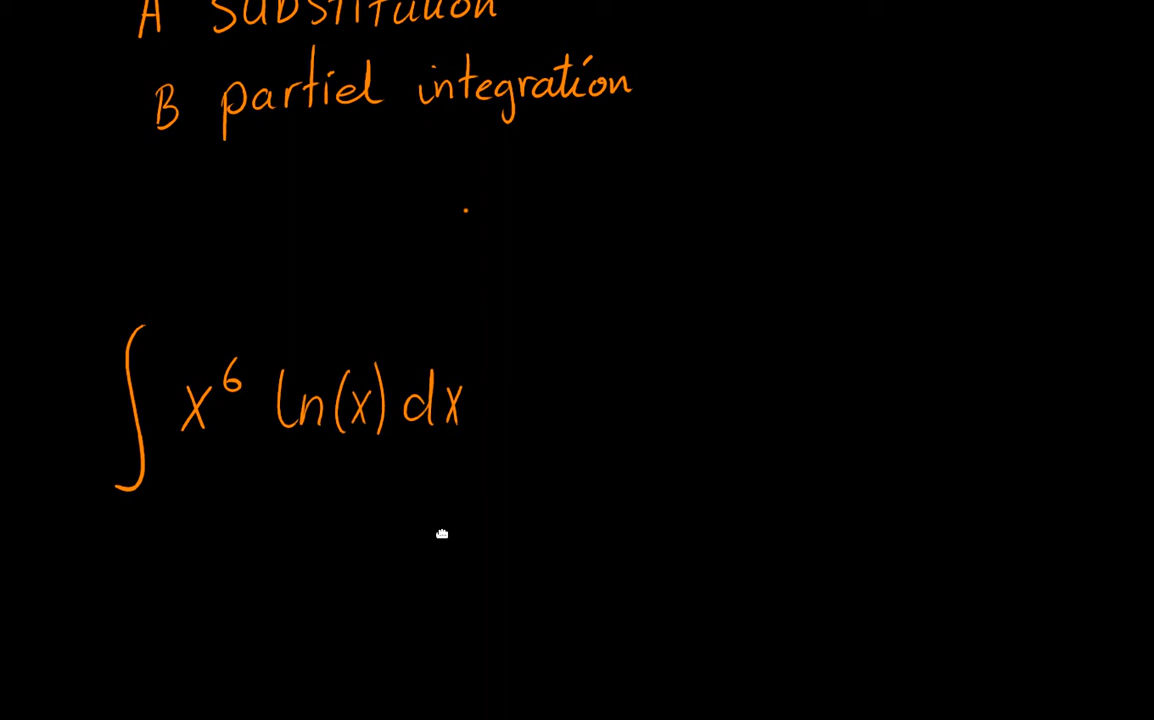 A SUBSTITUTION
B partiel integration
∫ x⁶ ln(x) dx